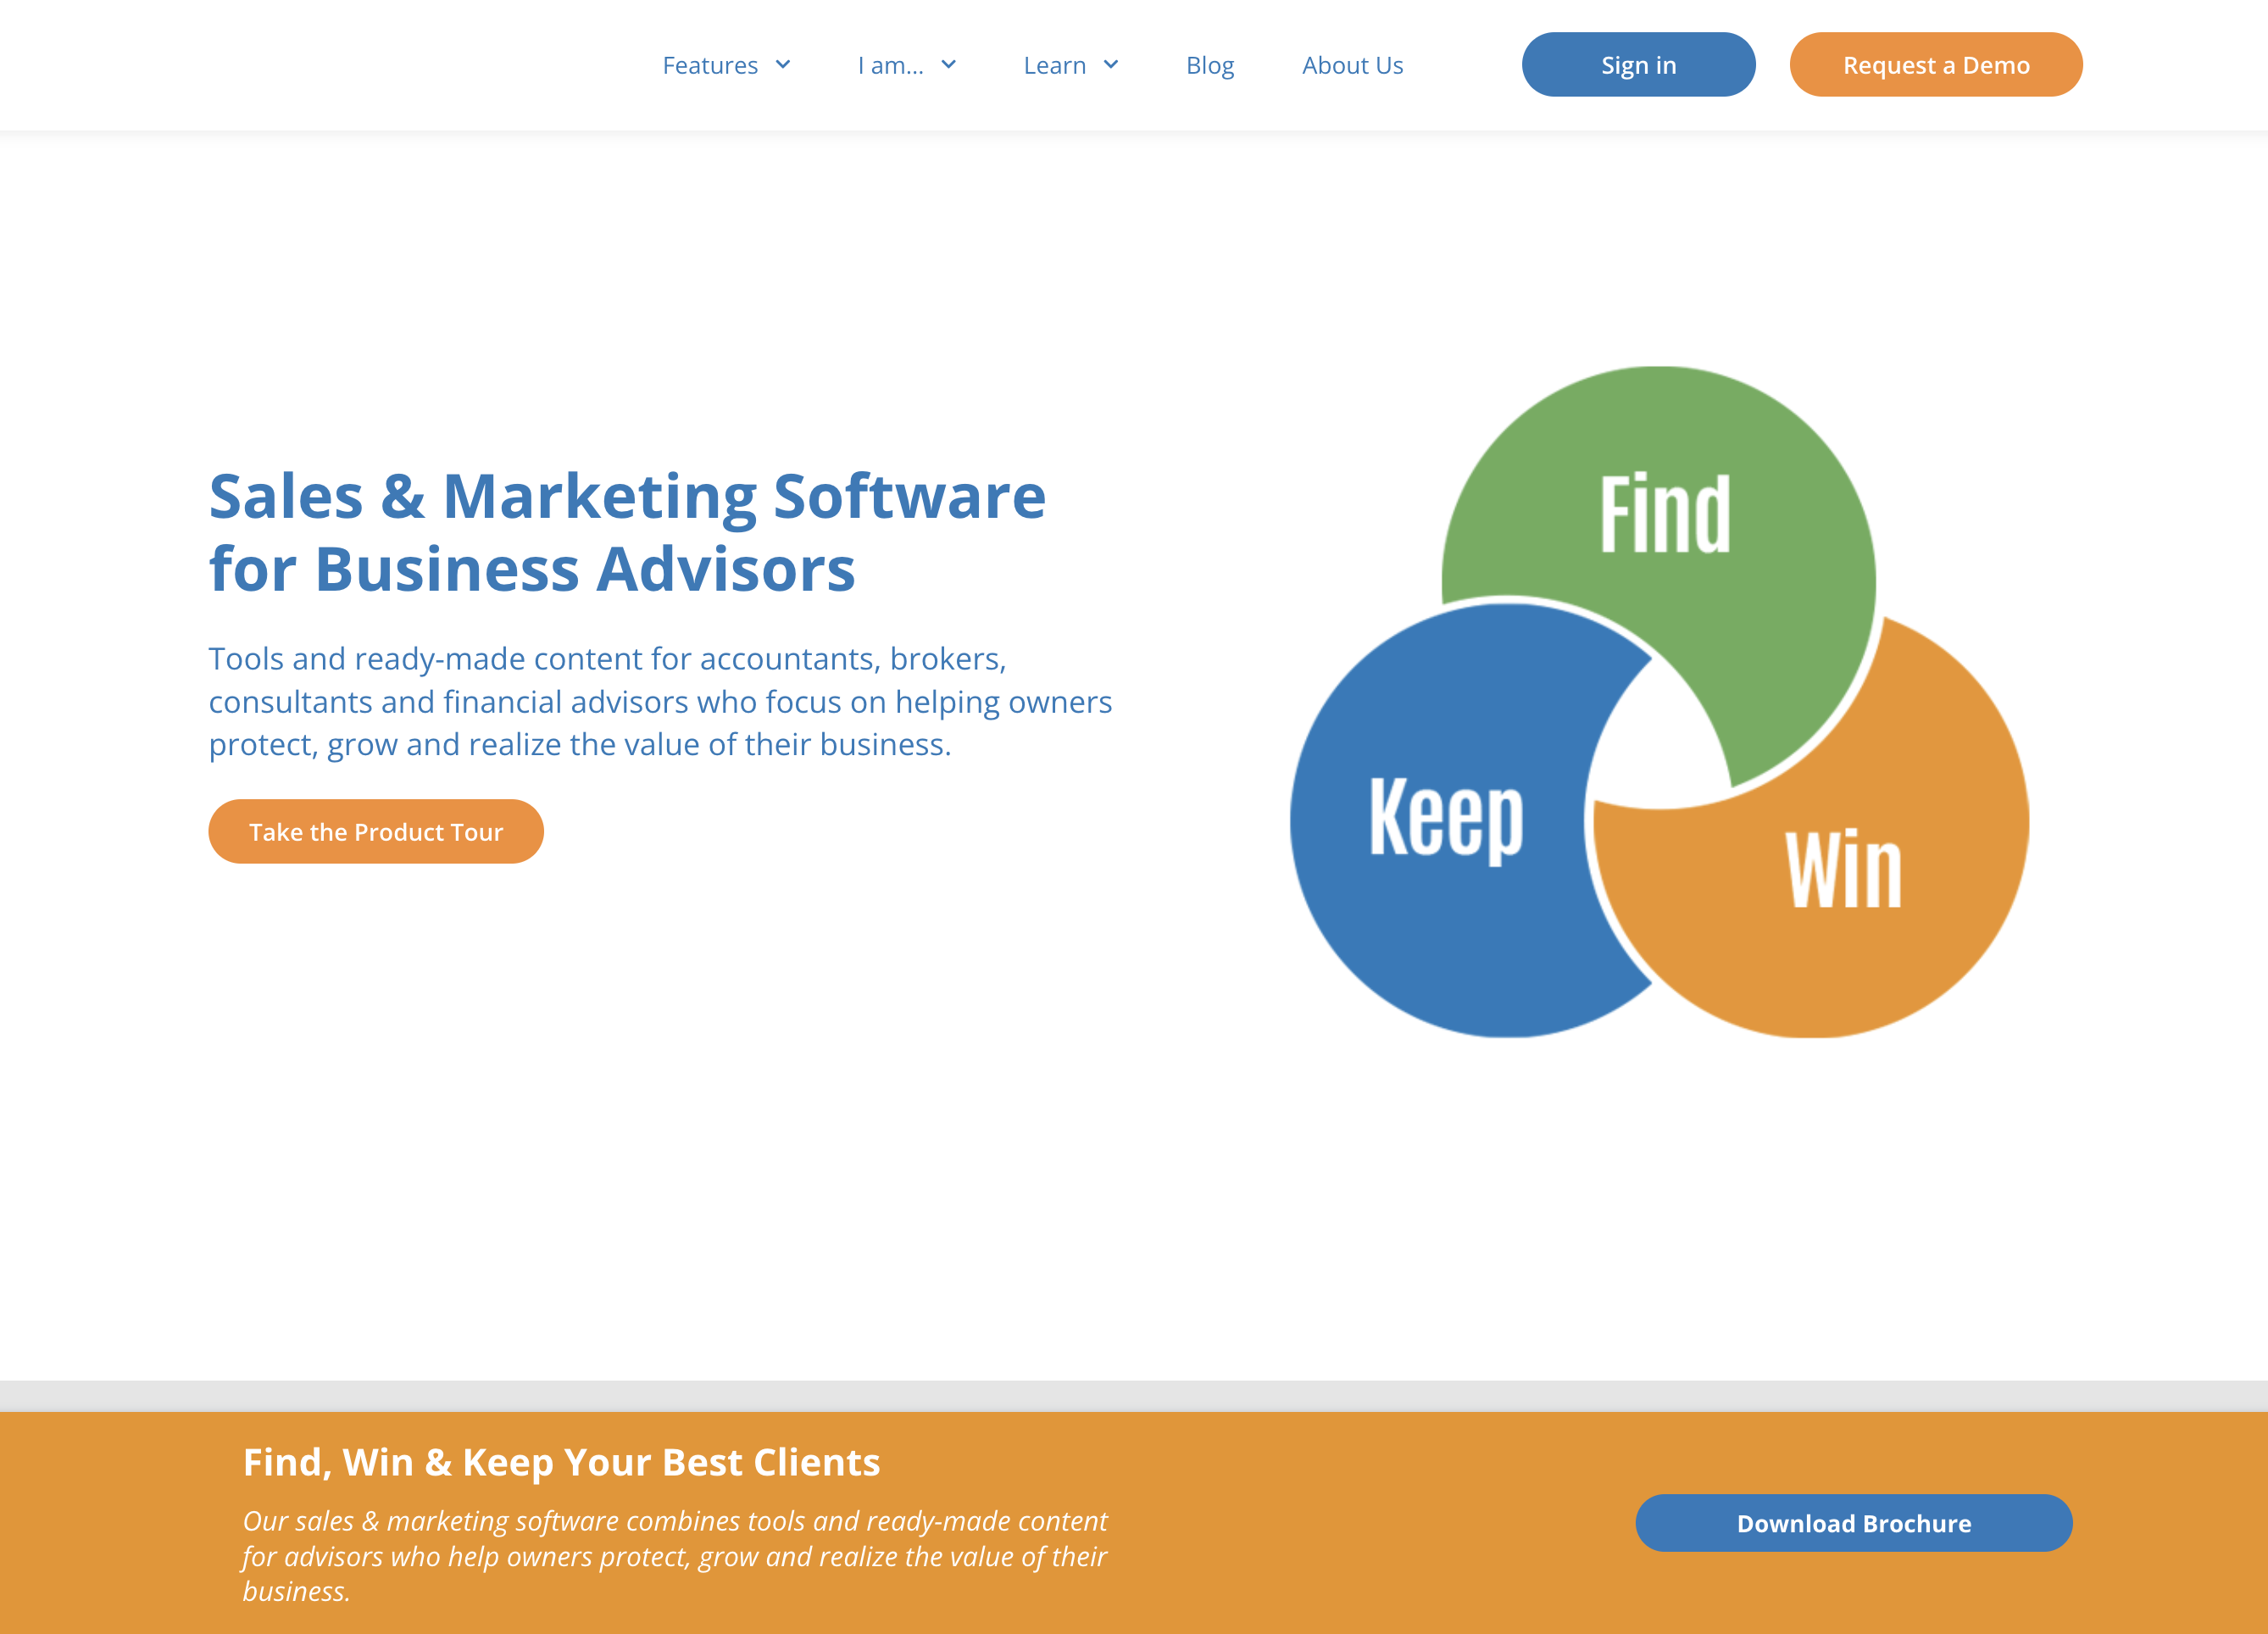 Features
I am...
Learn
Blog
About Us
Sign in
Request a Demo
Sales & Marketing Software
for Business Advisors
Tools and ready-made content for accountants, brokers,
consultants and financial advisors who focus on helping owners
protect, grow and realize the value of their business.
Take the Product Tour
Find
Keep
Win
Find, Win & Keep Your Best Clients
Our sales & marketing software combines tools and ready-made content
for advisors who help owners protect, grow and realize the value of their
business.
Download Brochure